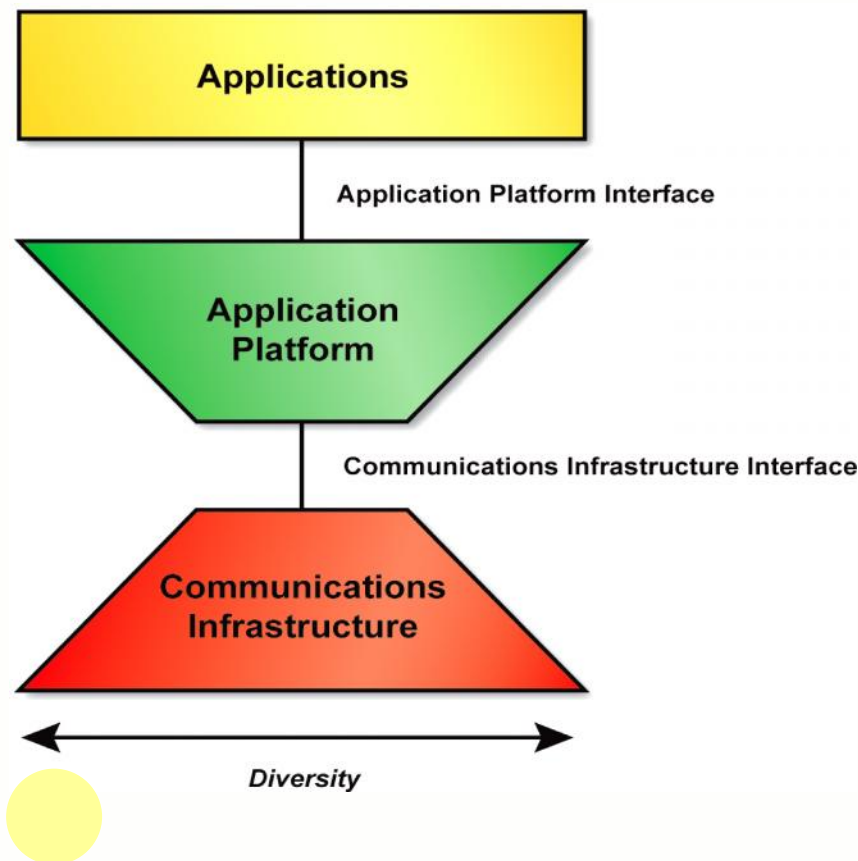 Applications
Application Platform Interface
Application
Platform
Communications Infrastructure Interface
Communications
Infrastructure
Diversity